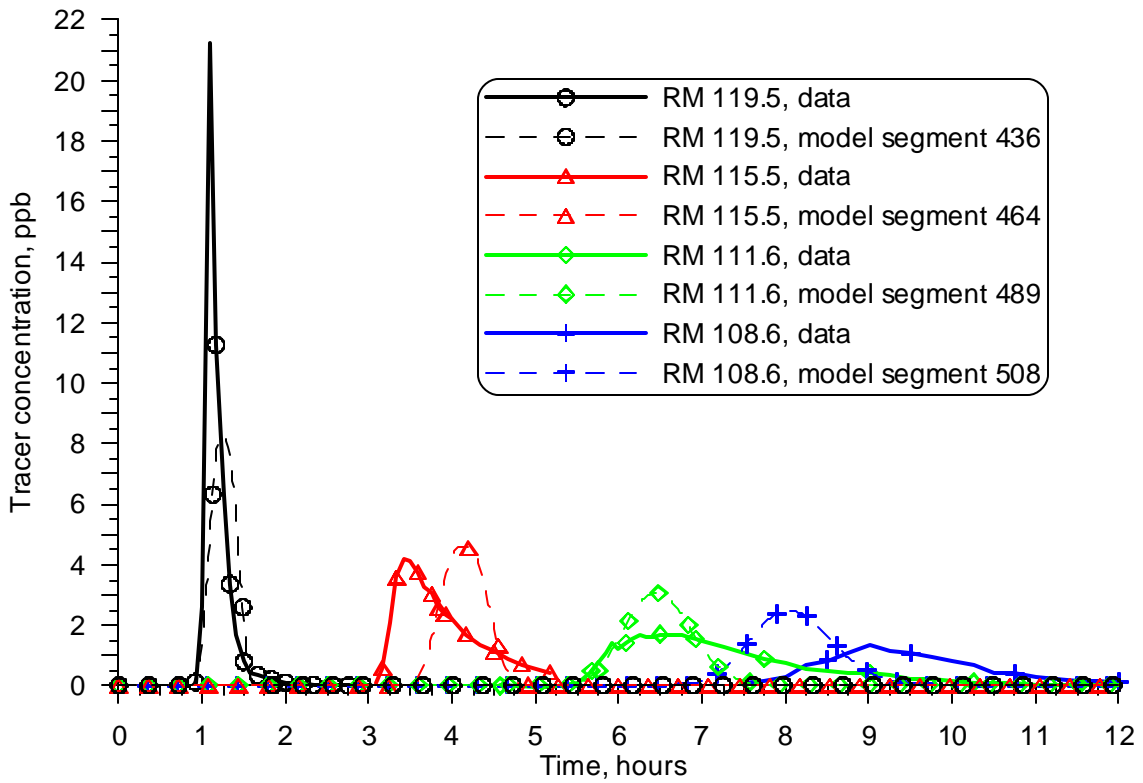 22
20
18
16
14
12
10
8
6
4
2
0
Tracer concentration, ppb
RM 119.5, data
RM 119.5, model segment 436
RM 115.5, data
RM 115.5, model segment 464
RM 111.6, data
RM 111.6, model segment 489
RM 108.6, data
RM 108.6, model segment 508
0 1 2 3 4 5 6 7 8 9 10 11 12
Time, hours